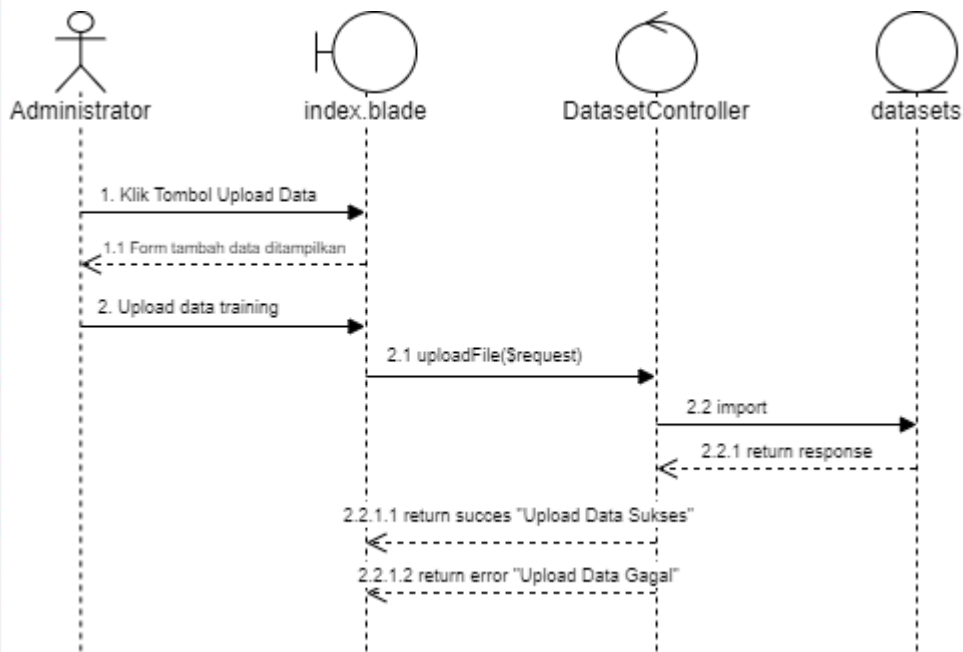 Administrator
index.blade
DatasetController
datasets
1. Klik Tombol Upload Data
1.1 Form tambah data ditampilkan
2. Upload data training
2.1 uploadFile($request)
2.2 import
2.2.1 return response
2.2.1.1 return succes "Upload Data Sukses"
2.2.1.2 return error "Upload Data Gagal"